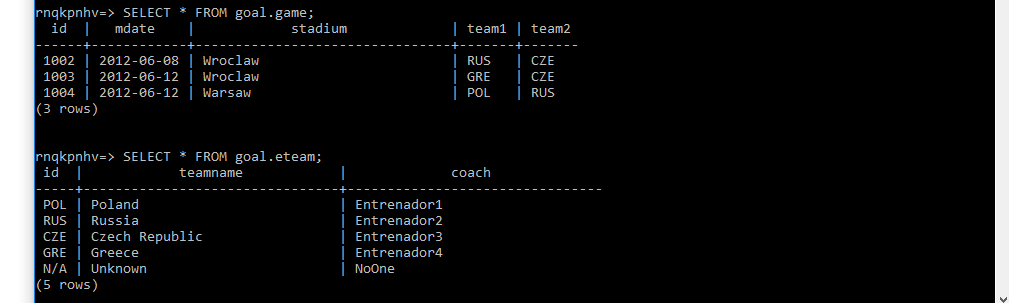 rnqkpnhv=> SELECT * FROM goal.game;
  id  |   mdate    |            stadium             | team1 | team2
------+------------+--------------------------------+-------+-------
 1002 | 2012-06-08 | Wroclaw                        | RUS   | CZE
 1003 | 2012-06-12 | Wroclaw                        | GRE   | CZE
 1004 | 2012-06-12 | Warsaw                         | POL   | RUS
(3 rows)
rnqkpnhv=> SELECT * FROM goal.eteam;
 id  |            teamname            |             coach
-----+--------------------------------+--------------------------------
 POL | Poland                         | Entrenador1
 RUS | Russia                         | Entrenador2
 CZE | Czech Republic                 | Entrenador3
 GRE | Greece                         | Entrenador4
 N/A | Unknown                        | NoOne
(5 rows)